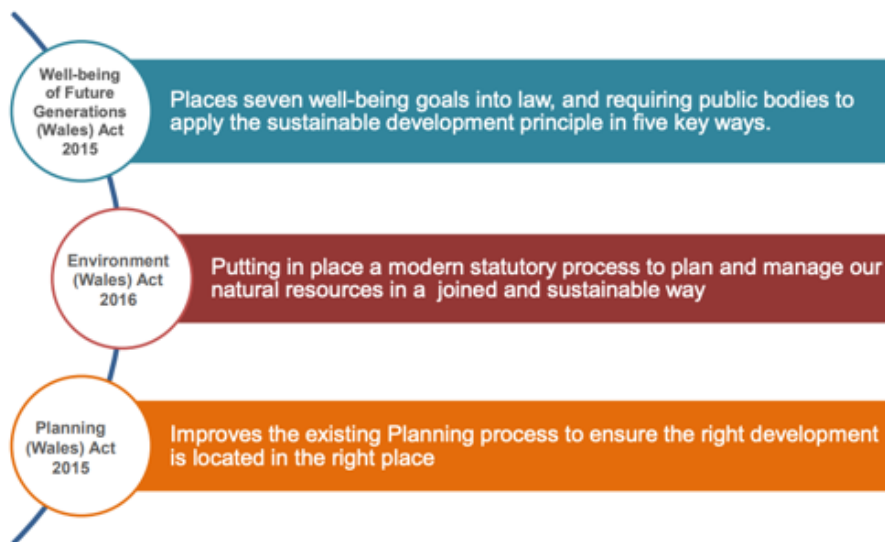 Well-being
of Future
Generations
(Wales) Act
2015
Places seven well-being goals into law, and requiring public bodies to
apply the sustainable development principle in five key ways.
Environment
(Wales) Act
2016
Putting in place a modern statutory process to plan and manage our
natural resources in a joined and sustainable way
Planning
(Wales) Act
2015
Improves the existing Planning process to ensure the right development
is located in the right place